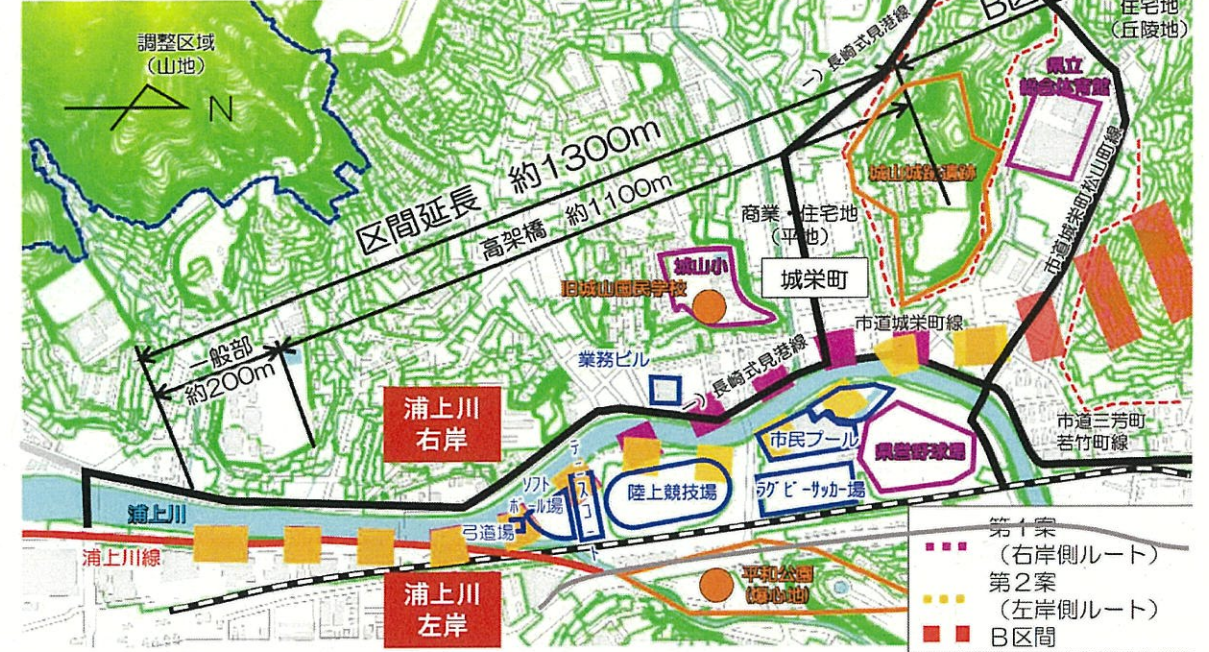 調整区域
(山地)
N
B区
住宅地
(丘陵地)
一)長崎式見港線
県立
総合体育館
区間延長 約1300m
高架橋 約1100m
城山城跡遺跡
市道城栄町松山町線
商業・住宅地
(平地)
城山小
旧城山国民学校
城栄町
市道城栄町線
一般部
約200m
業務ビル
一)長崎式見港線
浦上川
右岸
市道三芳町
若竹町線
市民プール
県営野球場
テニスコート
ソフト
ボール場
陸上競技場
ラグビーサッカー場
浦上川
弓道場
浦上川線
浦上川
左岸
平和公園
(爆心地)
第1案
(右岸側ルート)
第2案
(左岸側ルート)
B区間